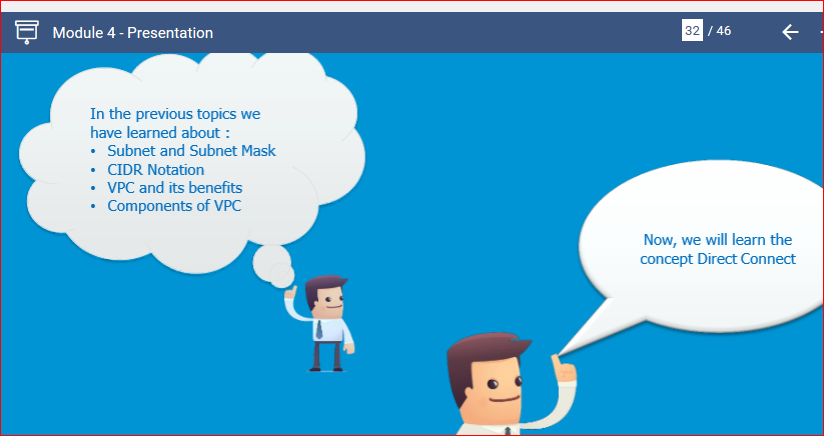 Module 4 - Presentation
32 / 46
In the previous topics we
have learned about :
• Subnet and Subnet Mask
• CIDR Notation
• VPC and its benefits
• Components of VPC
Now, we will learn the
concept Direct Connect